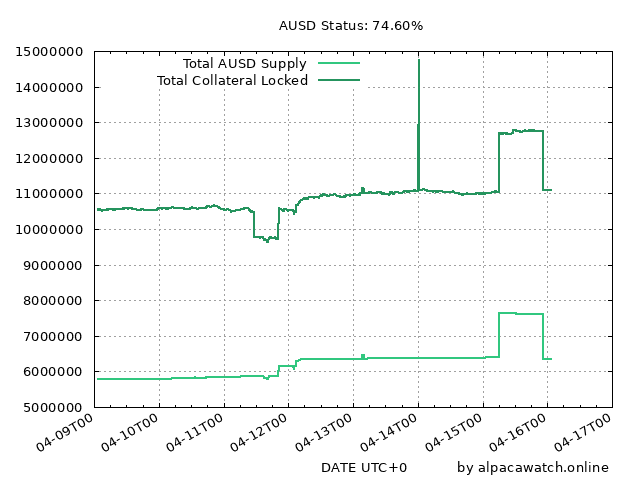 AUSD Status: 74.60%
15000000
14000000
13000000
12000000
11000000
10000000
9000000
8000000
7000000
6000000
5000000
Total AUSD Supply
Total Collateral Locked
04-09T00
04-10T00
04-11T00
04-12T00
04-13T00
04-14T00
04-15T00
04-16T00
04-17T00
DATE UTC+0 by alpacawatch.online